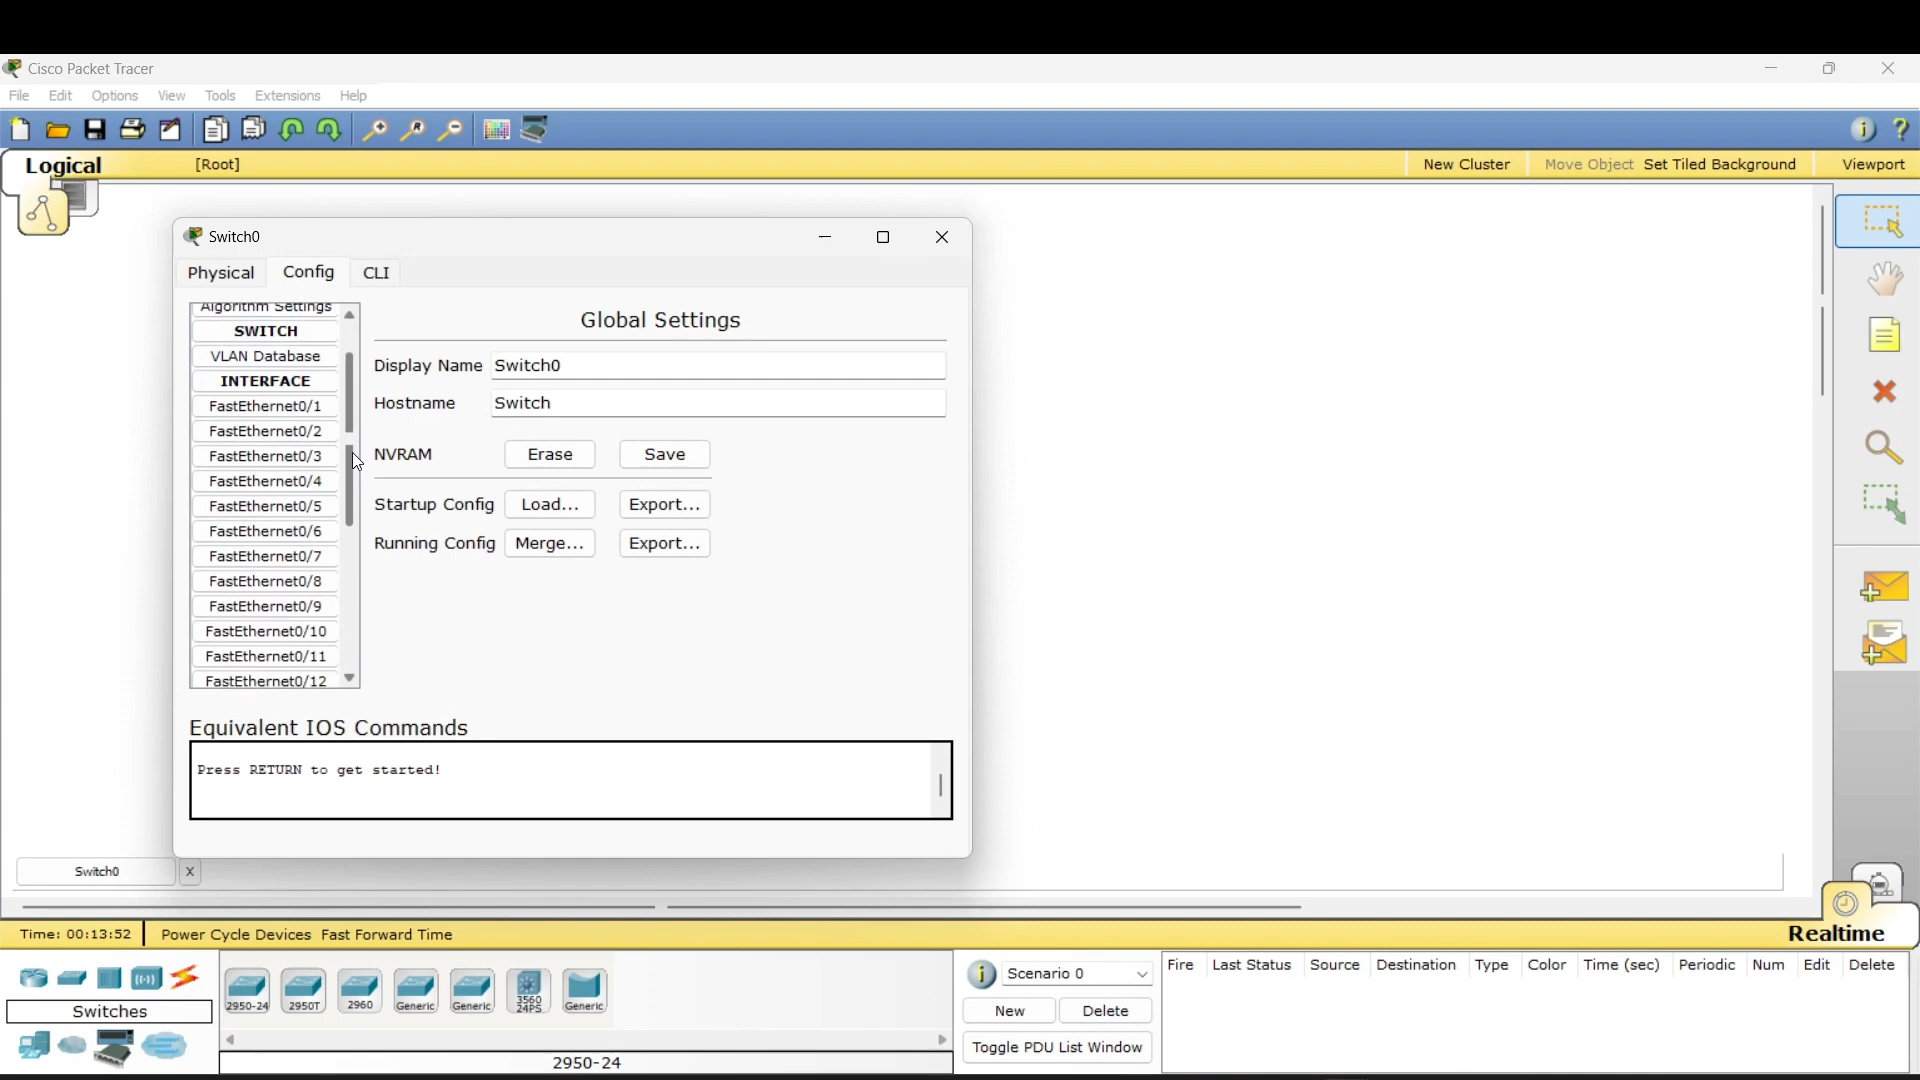 Cisco Packet Tracer
File Edit Options View Tools Extensions Help
Logical [Root] New Cluster Move Object Set Tiled Background Viewport
Switch0
Physical Config CLI
Algorithm Settings
SWITCH
VLAN Database
INTERFACE
FastEthernet0/1
FastEthernet0/2
FastEthernet0/3
FastEthernet0/4
FastEthernet0/5
FastEthernet0/6
FastEthernet0/7
FastEthernet0/8
FastEthernet0/9
FastEthernet0/10
FastEthernet0/11
FastEthernet0/12
Global Settings
Display Name Switch0
Hostname Switch
NVRAM Erase Save
Startup Config Load... Export...
Running Config Merge... Export...
Equivalent IOS Commands
Press RETURN to get started!
Switch0 X
Time: 00:13:52 Power Cycle Devices Fast Forward Time Realtime
Switches
2950-24 2950T 2960 Generic Generic 3560 24PS Generic
2950-24
Scenario 0
New Delete
Toggle PDU List Window
Fire Last Status Source Destination Type Color Time (sec) Periodic Num Edit Delete